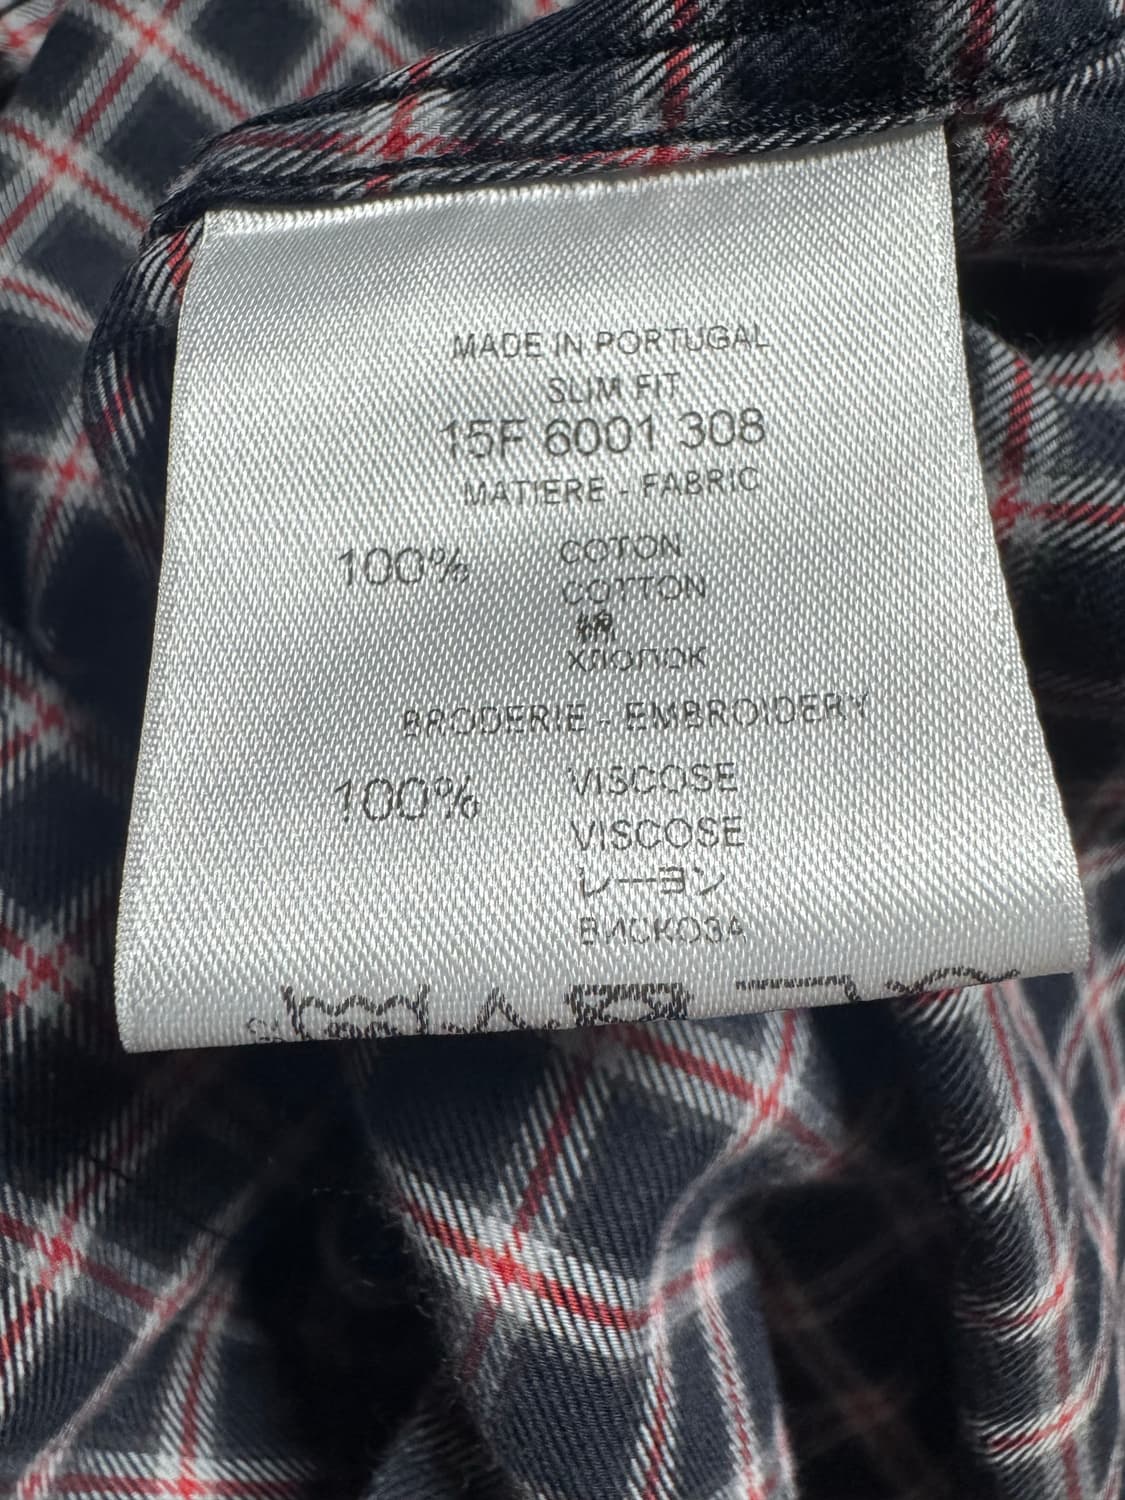 MADE IN PORTUGAL
SLIM FIT
15F 6001 308
MATIERE - FABRIC
100% COTON
COTTON
綿
ХЛОПОК
BRODERIE - EMBROIDERY
100% VISCOSE
VISCOSE
レーヨン
ВИСКОЗА